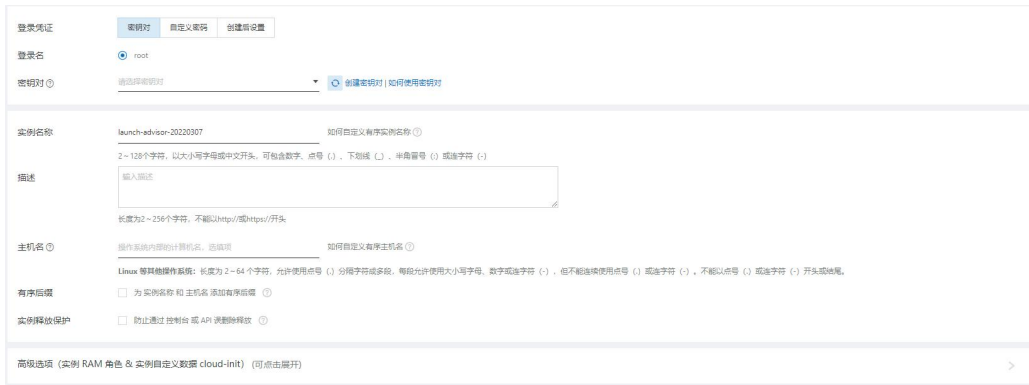 登录凭证 密钥对 自定义密码 创建后设置
登录名 root
密钥对 请选择密钥对 创建密钥对 | 如何使用密钥对
实例名称 launch-advisor-20220307 如何自定义有序实例名称
2～128个字符，以大小写字母或中文开头，可包含数字、点号（.）、下划线（_）、半角冒号（:）或连字符（-）
描述 输入描述
长度为2～256个字符，不能以http://或https://开头
主机名 操作系统内部的计算机名，选填项 如何自定义有序主机名
Linux 等其他操作系统：长度为 2～64 个字符，允许使用点号（.）分隔字符成多段，每段允许使用大小写字母、数字或连字符（-），但不能连续使用点号（.）或连字符（-）。不能以点号（.）或连字符（-）开头或结尾。
有序后缀 为 实例名称 和 主机名 添加有序后缀
实例释放保护 防止通过 控制台 或 API 误删除释放
高级选项（实例 RAM 角色 & 实例自定义数据 cloud-init）(可点击展开)